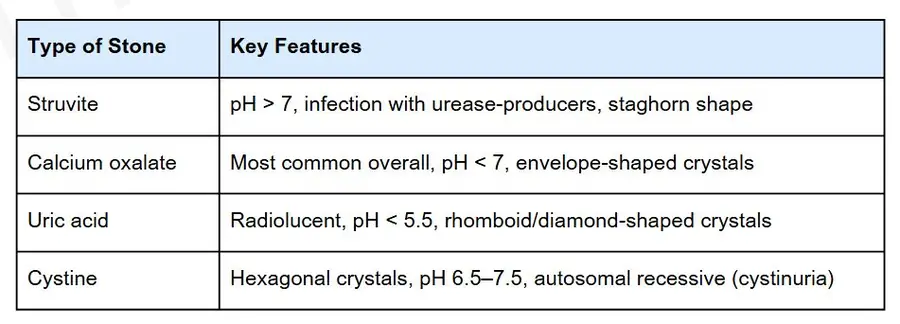 Type of Stone Key Features
Struvite pH > 7, infection with urease-producers, staghorn shape
Calcium oxalate Most common overall, pH < 7, envelope-shaped crystals
Uric acid Radiolucent, pH < 5.5, rhomboid/diamond-shaped crystals
Cystine Hexagonal crystals, pH 6.5–7.5, autosomal recessive (cystinuria)